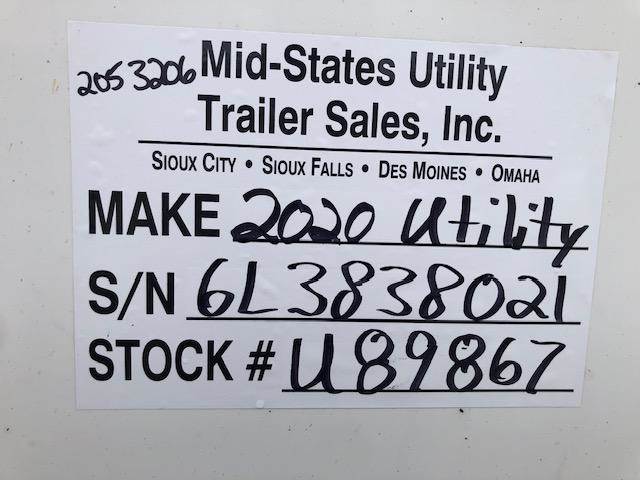 2053206 Mid-States Utility
Trailer Sales, Inc.
Sioux City • Sioux Falls • Des Moines • Omaha
MAKE 2020 Utility
S/N 6L3838021
STOCK # U89867